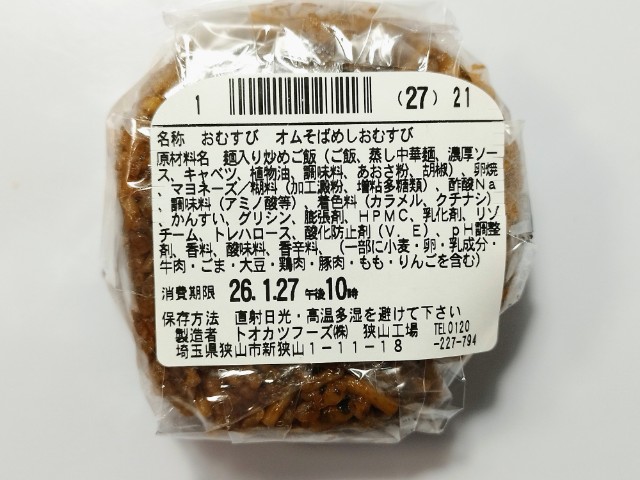 1 (27) 21
名称 おむすび オムそばめしおむすび
原材料名 麺入り炒めご飯(ご飯、蒸し中華麺、濃厚ソー
ス、キャベツ、植物油、調味料、あおさ粉、胡椒)、卵焼
、マヨネーズ/糊料(加工澱粉、増粘多糖類)、酢酸Na
、調味料(アミノ酸等)、着色料(カラメル、クチナシ)
、かんすい、グリシン、膨張剤、HPMC、乳化剤、リゾ
チーム、トレハロース、酸化防止剤(V.E)、pH調整
剤、香料、酸味料、香辛料、(一部に小麦・卵・乳成分・
牛肉・ごま・大豆・鶏肉・豚肉・もも・りんごを含む)
消費期限 26.1.27 午後10時
保存方法 直射日光・高温多湿を避けて下さい
製造者 トオカツフーズ㈱ 狭山工場 TEL0120
埼玉県狭山市新狭山1-11-18 -227-794